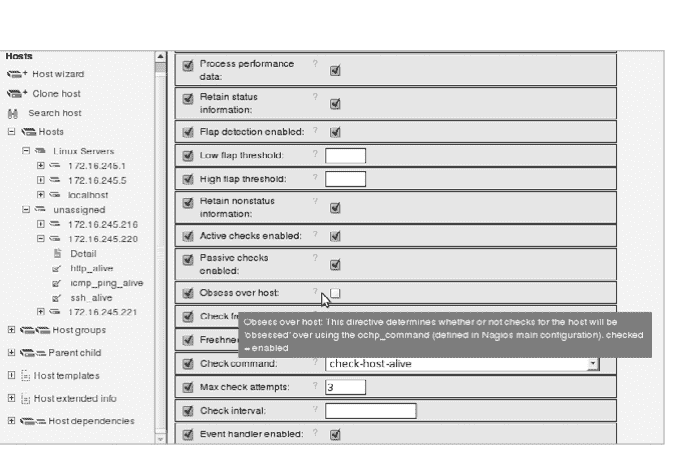 Hosts
Host wizard
Clone host
Search host
Hosts
Linux Servers
172.16.245.1
172.16.245.5
localhost
unassigned
172.16.245.216
172.16.245.220
Detail
http_alive
icmp_ping_alive
ssh_alive
172.16.245.221
Host groups
Parent child
Host templates
Host extended info
Host dependencies
Process performance ?
data:
Retain status ?
information:
Flap detection enabled: ?
Low flap threshold: ?
High flap threshold: ?
Retain nonstatus ?
information:
Active checks enabled: ?
Passive checks ?
enabled:
Obsess over host: ?
Check
Obsess over host: This directive determines whether or not checks for the host will be
"obsessed" over using the ochp_command (defined in Nagios main configuration). checked
= enabled
Check command: ? check-host-alive
Max check attempts: ? 3
Check interval: ?
Event handler enabled: ?